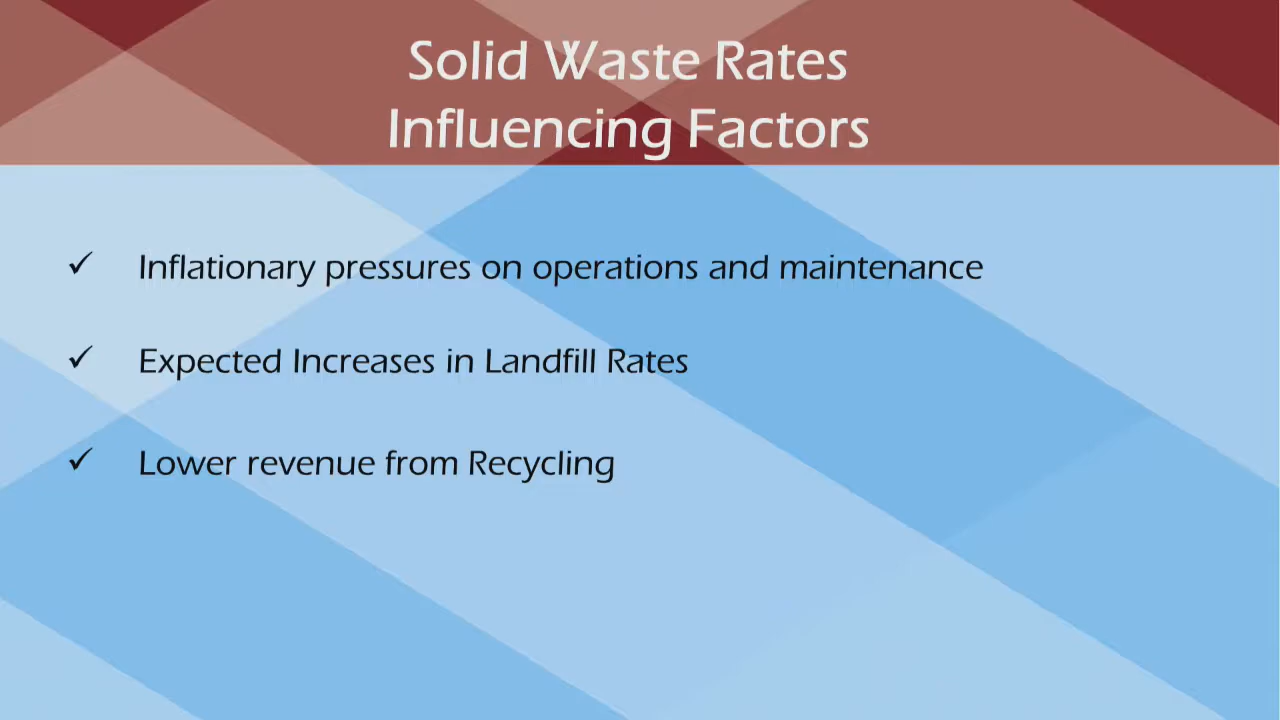 Solid Waste Rates
Influencing Factors
✓ Inflationary pressures on operations and maintenance
✓ Expected Increases in Landfill Rates
✓ Lower revenue from Recycling